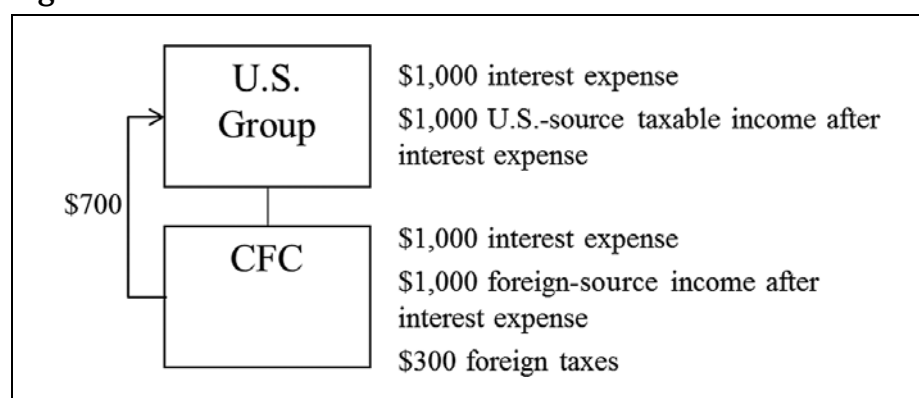 U.S.
Group
$1,000 interest expense
$1,000 U.S.-source taxable income after
interest expense
$700
CFC
$1,000 interest expense
$1,000 foreign-source income after
interest expense
$300 foreign taxes